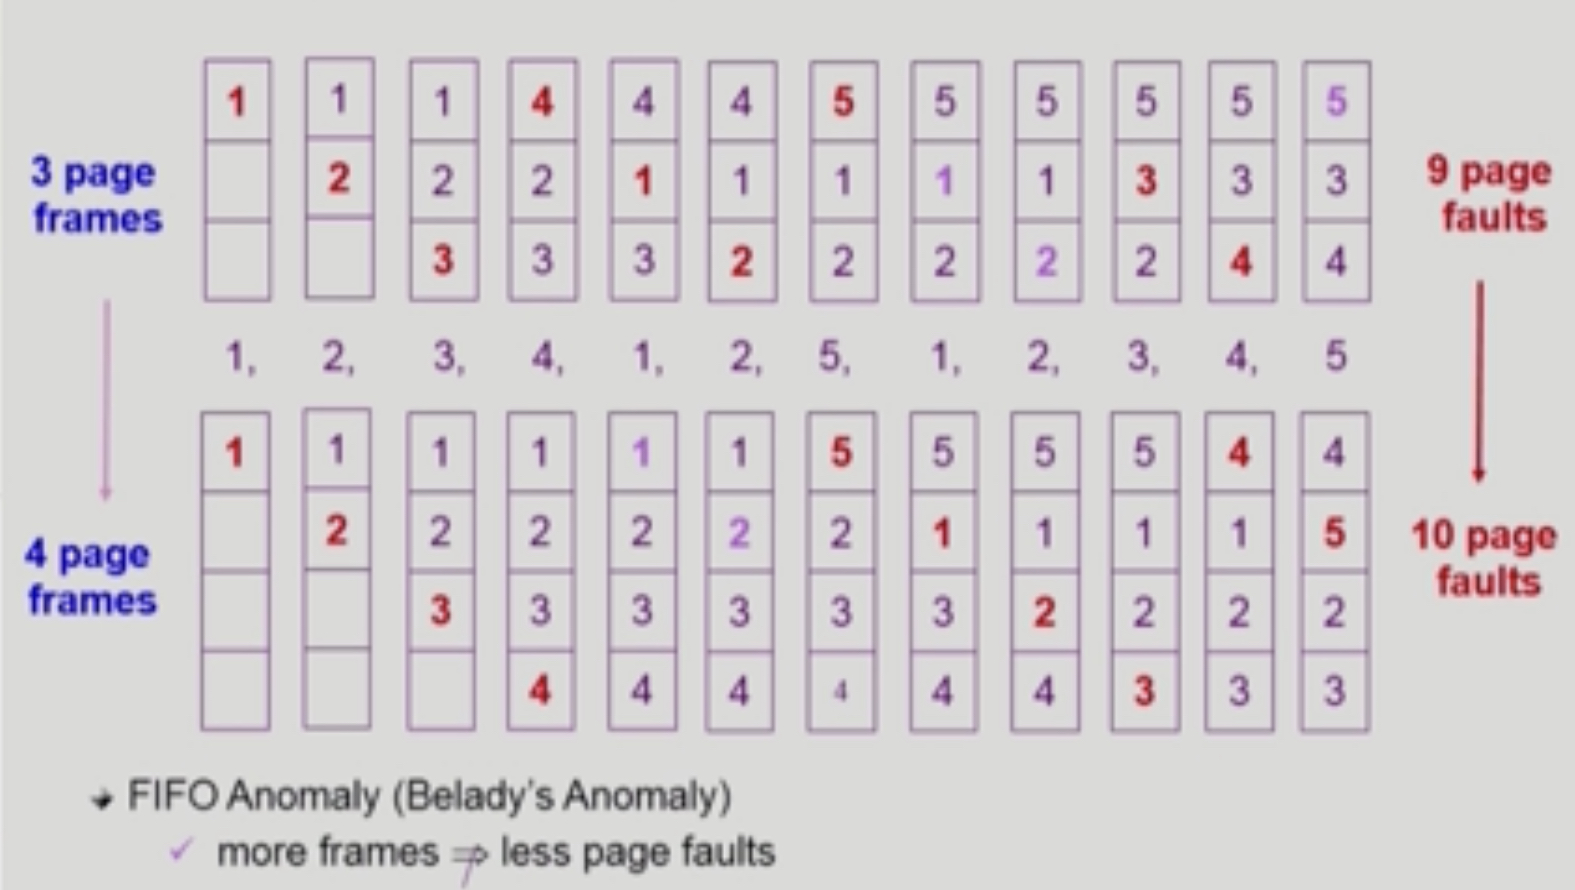 1 1 1 4 4 4 5 5 5 5 5 5
3 page frames
2 2 2 1 1 1 1 1 3 3 3
9 page faults
3 3 3 2 2 2 2 2 4 4
1, 2, 3, 4, 1, 2, 5, 1, 2, 3, 4, 5
1 1 1 1 1 1 5 5 5 5 4 4
2 2 2 2 2 2 1 1 1 1 5
4 page frames
10 page faults
3 3 3 3 3 3 2 2 2 2
4 4 4 4 4 4 3 3 3
FIFO Anomaly (Belady's Anomaly)
✓ more frames ⇏ less page faults